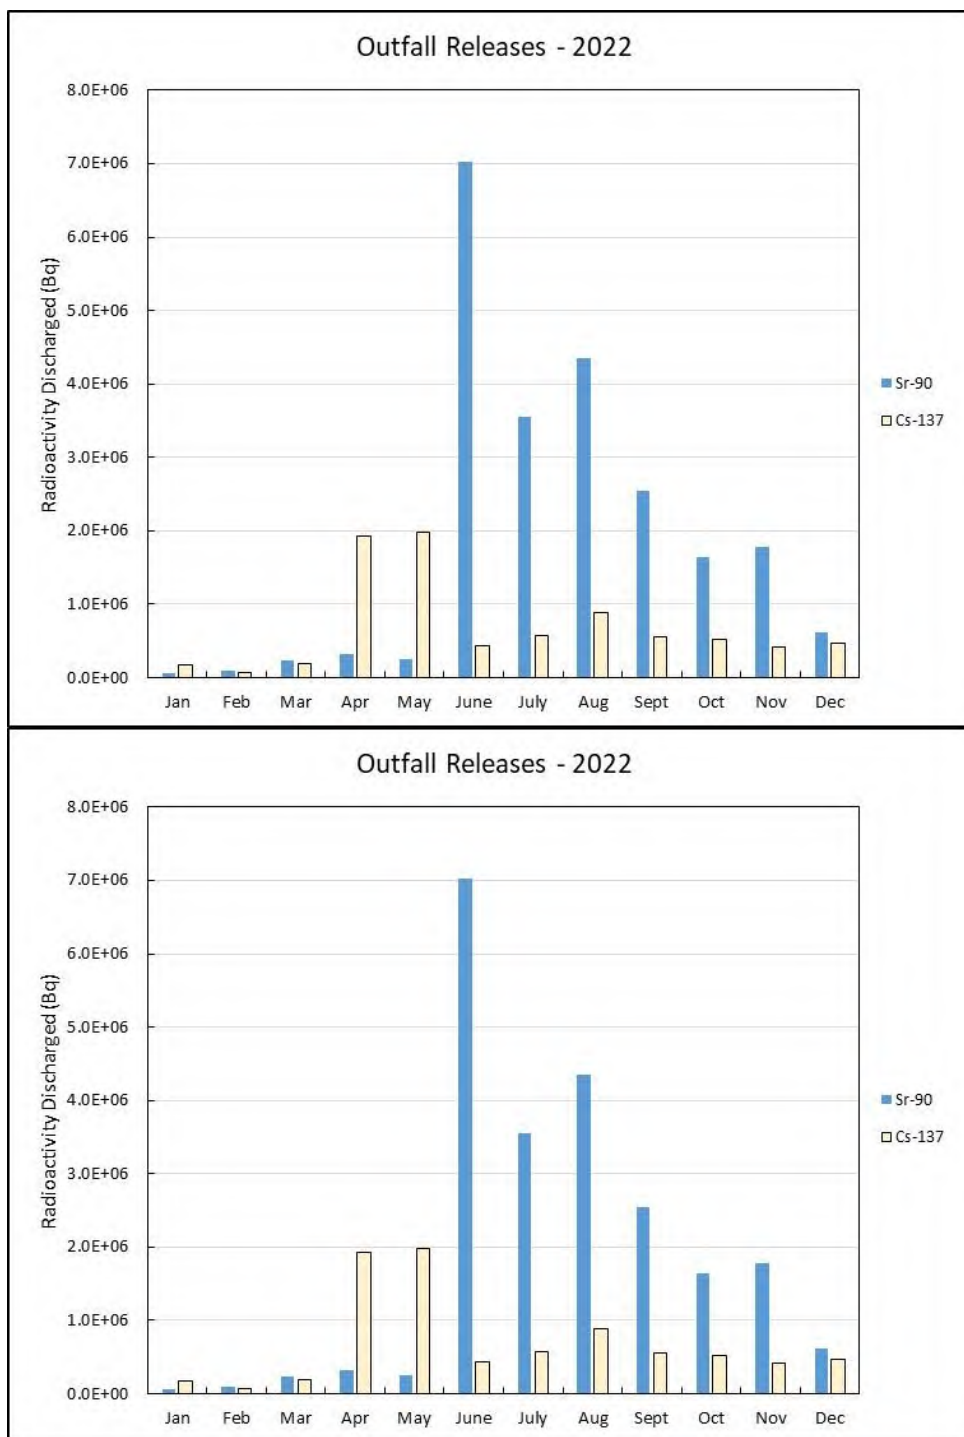 Outfall Releases - 2022
Radioactivity Discharged (Bq)
8.0E+06
7.0E+06
6.0E+06
5.0E+06
4.0E+06
3.0E+06
2.0E+06
1.0E+06
0.0E+00
Jan Feb Mar Apr May June July Aug Sept Oct Nov Dec
Sr-90
Cs-137
Outfall Releases - 2022
Radioactivity Discharged (Bq)
8.0E+06
7.0E+06
6.0E+06
5.0E+06
4.0E+06
3.0E+06
2.0E+06
1.0E+06
0.0E+00
Jan Feb Mar Apr May June July Aug Sept Oct Nov Dec
Sr-90
Cs-137